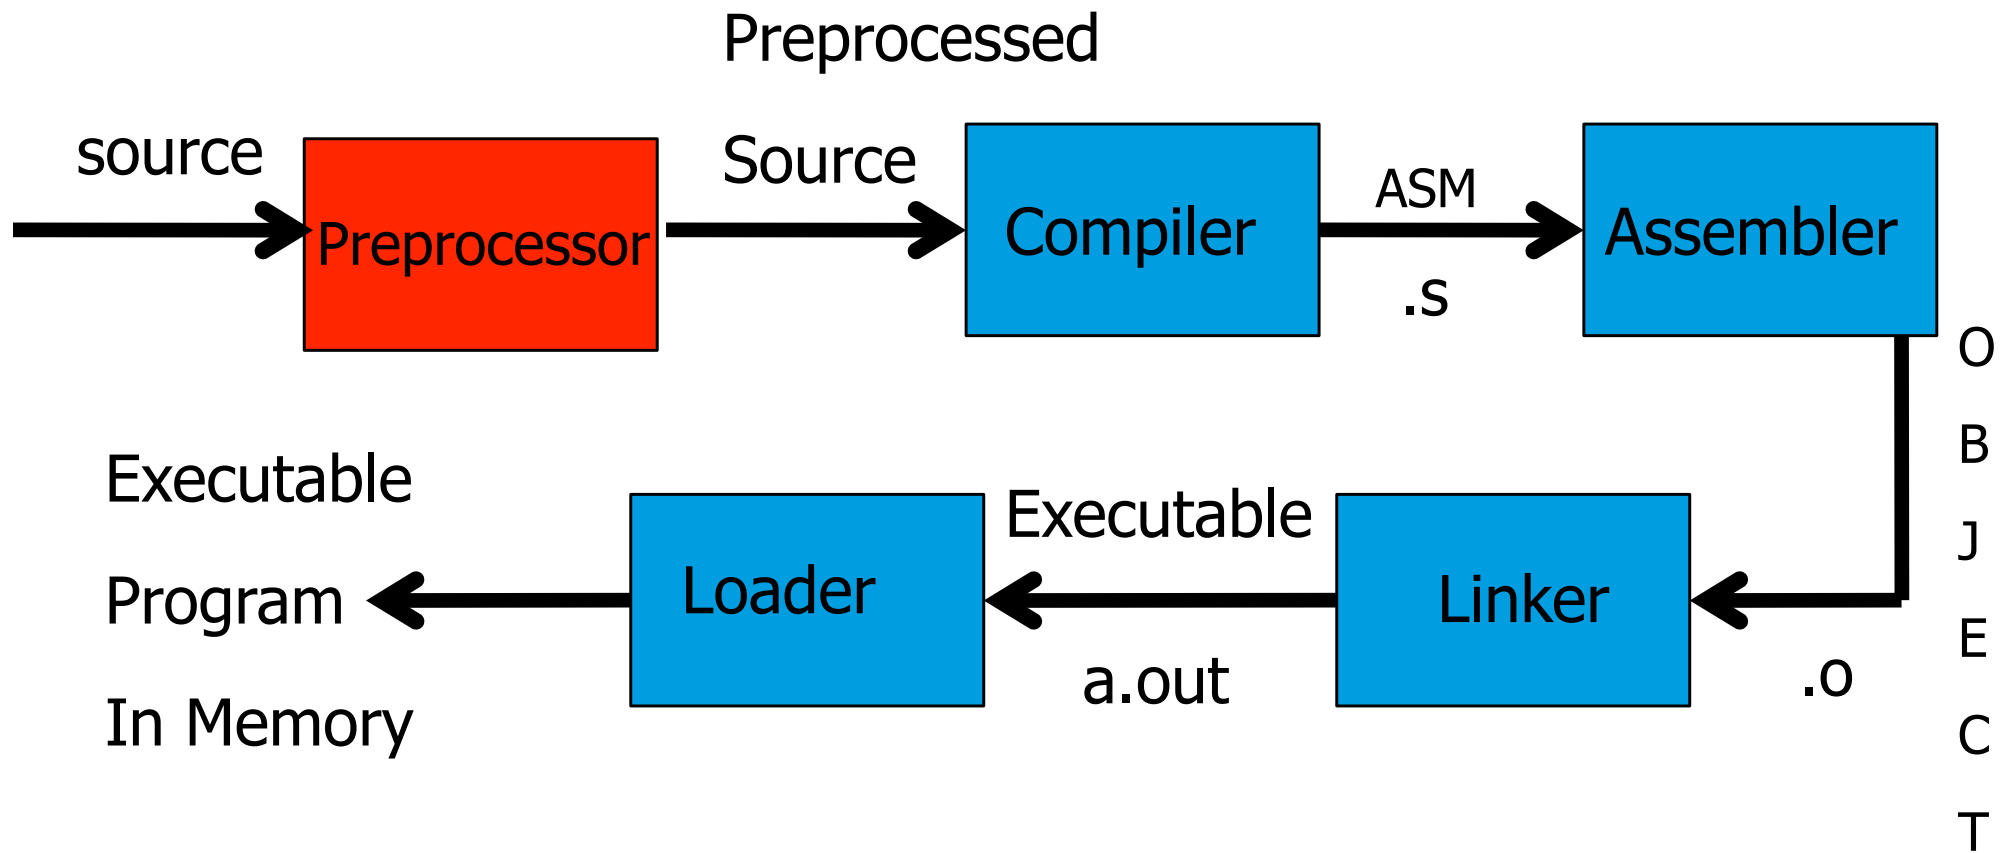 source
Preprocessor
Preprocessed
Source
Compiler
ASM
.s
Assembler
O
B
J
E
C
T
.o
Linker
Executable
a.out
Loader
Executable
Program
In Memory